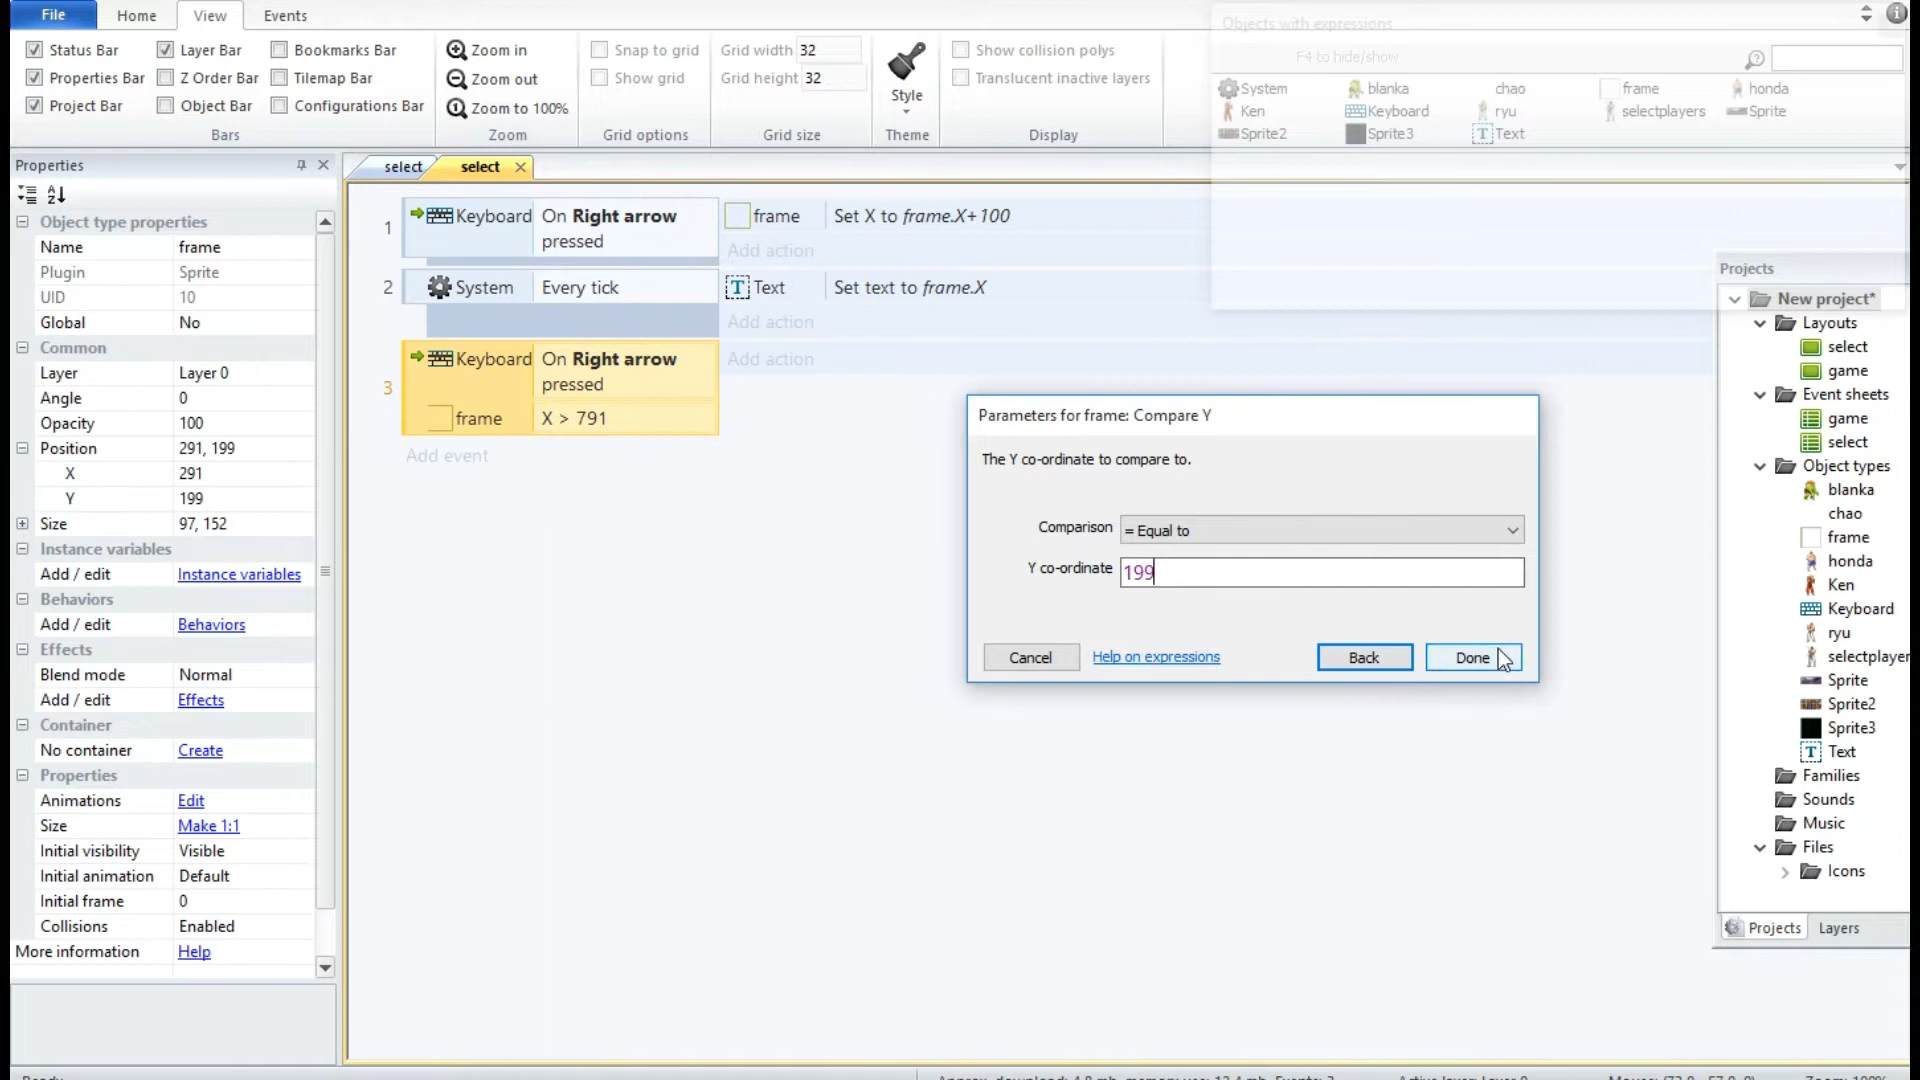 File Home View Events
Status Bar Layer Bar Bookmarks Bar
Properties Bar Z Order Bar Tilemap Bar
Project Bar Object Bar Configurations Bar
Bars
Zoom in
Zoom out
Zoom to 100%
Zoom
Snap to grid
Show grid
Grid options
Grid width 32
Grid height 32
Grid size
Style
Theme
Show collision polys
Translucent inactive layers
Display
Objects with expressions
F4 to hide/show
System blanka chao frame honda
Ken Keyboard ryu selectplayers Sprite
Sprite2 Sprite3 Text
Properties
Object type properties
Name frame
Plugin Sprite
UID 10
Global No
Common
Layer Layer 0
Angle 0
Opacity 100
Position 291, 199
X 291
Y 199
Size 97, 152
Instance variables
Add / edit Instance variables
Behaviors
Add / edit Behaviors
Effects
Blend mode Normal
Add / edit Effects
Container
No container Create
Properties
Animations Edit
Size Make 1:1
Initial visibility Visible
Initial animation Default
Initial frame 0
Collisions Enabled
More information Help
select select
1 Keyboard On Right arrow pressed frame Set X to frame.X+100
Add action
2 System Every tick Text Set text to frame.X
Add action
3 Keyboard On Right arrow pressed Add action
frame X > 791
Add event
Parameters for frame: Compare Y
The Y co-ordinate to compare to.
Comparison = Equal to
Y co-ordinate 199
Cancel Help on expressions Back Done
Projects
New project*
Layouts
select
game
Event sheets
game
select
Object types
blanka
chao
frame
honda
Ken
Keyboard
ryu
selectplayer
Sprite
Sprite2
Sprite3
Text
Families
Sounds
Music
Files
Icons
Projects Layers